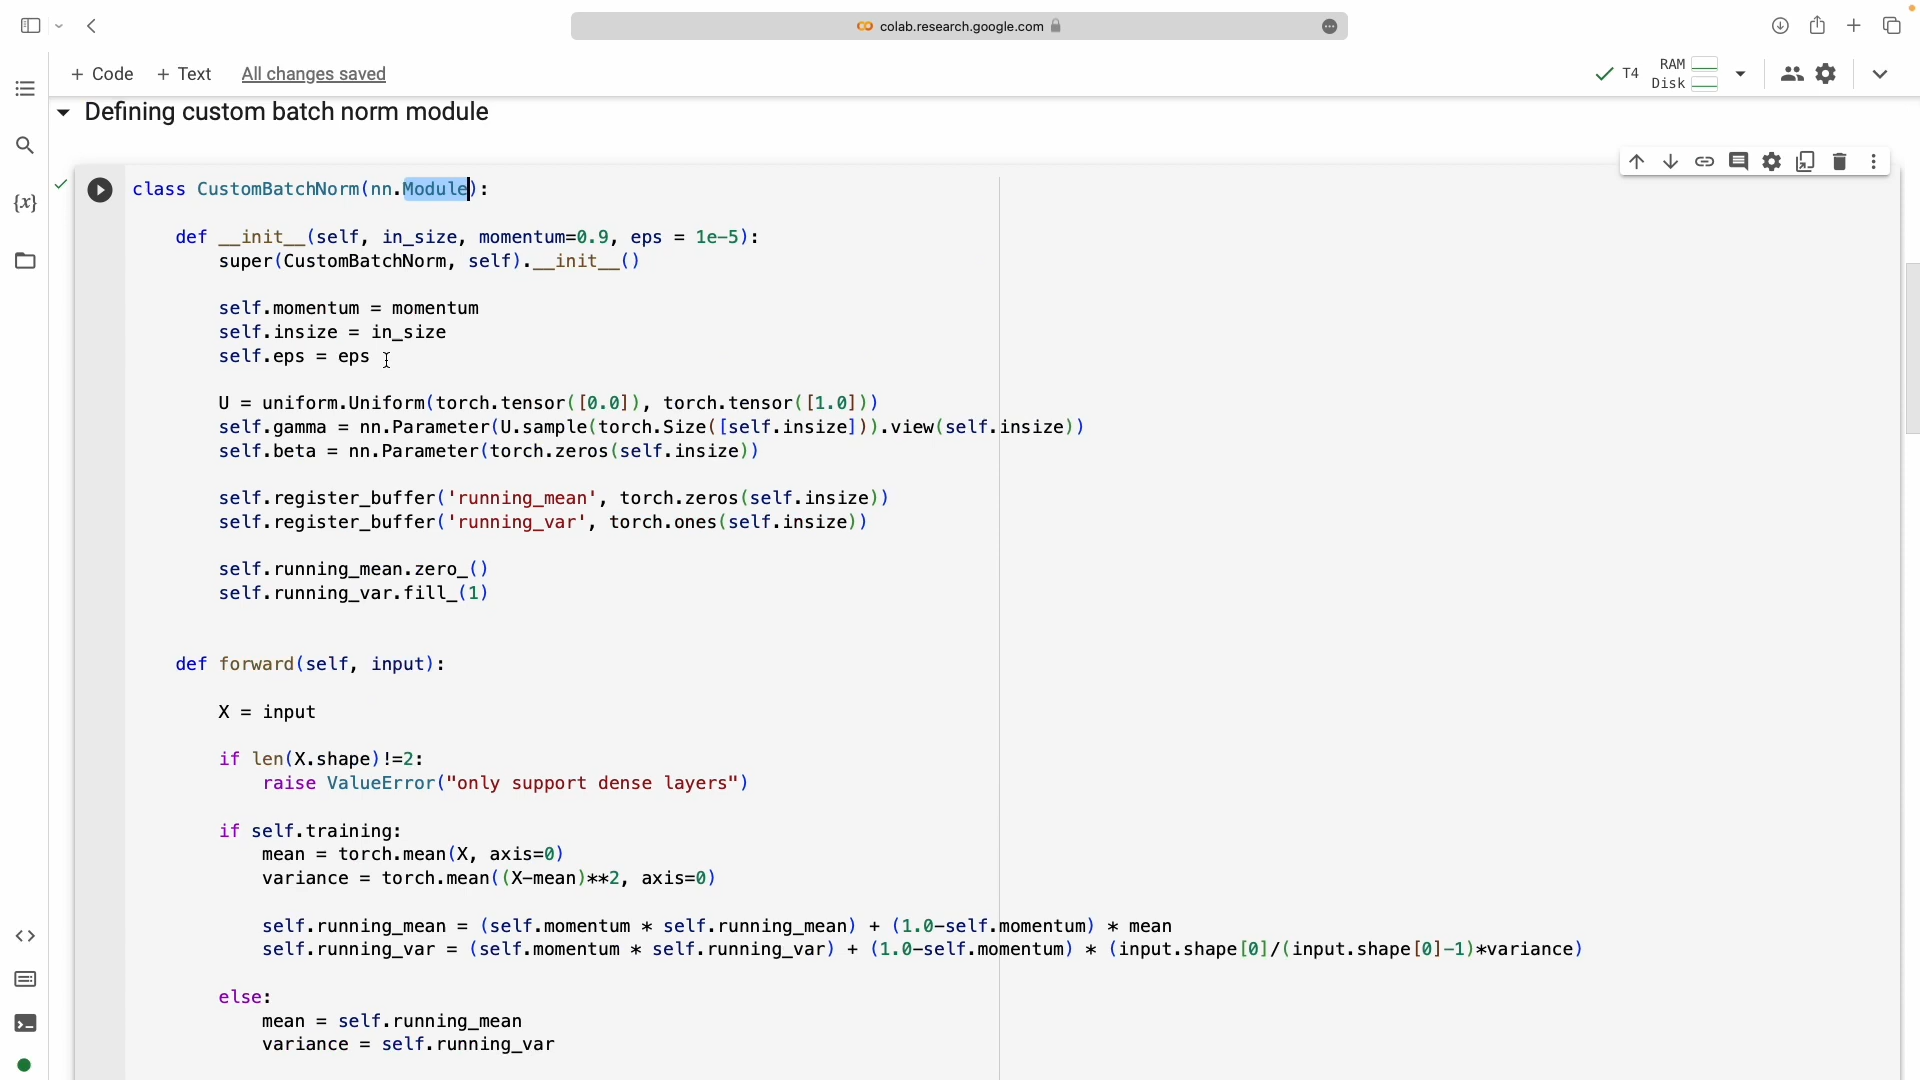 colab.research.google.com
+ Code + Text All changes saved
T4 RAM Disk
Defining custom batch norm module
class CustomBatchNorm(nn.Module):
def __init__(self, in_size, momentum=0.9, eps = 1e-5):
super(CustomBatchNorm, self).__init__()
self.momentum = momentum
self.insize = in_size
self.eps = eps
U = uniform.Uniform(torch.tensor([0.0]), torch.tensor([1.0]))
self.gamma = nn.Parameter(U.sample(torch.Size([self.insize])).view(self.insize))
self.beta = nn.Parameter(torch.zeros(self.insize))
self.register_buffer('running_mean', torch.zeros(self.insize))
self.register_buffer('running_var', torch.ones(self.insize))
self.running_mean.zero_()
self.running_var.fill_(1)
def forward(self, input):
X = input
if len(X.shape)!=2:
raise ValueError("only support dense layers")
if self.training:
mean = torch.mean(X, axis=0)
variance = torch.mean((X-mean)**2, axis=0)
self.running_mean = (self.momentum * self.running_mean) + (1.0-self.momentum) * mean
self.running_var = (self.momentum * self.running_var) + (1.0-self.momentum) * (input.shape[0]/(input.shape[0]-1)*variance)
else:
mean = self.running_mean
variance = self.running_var